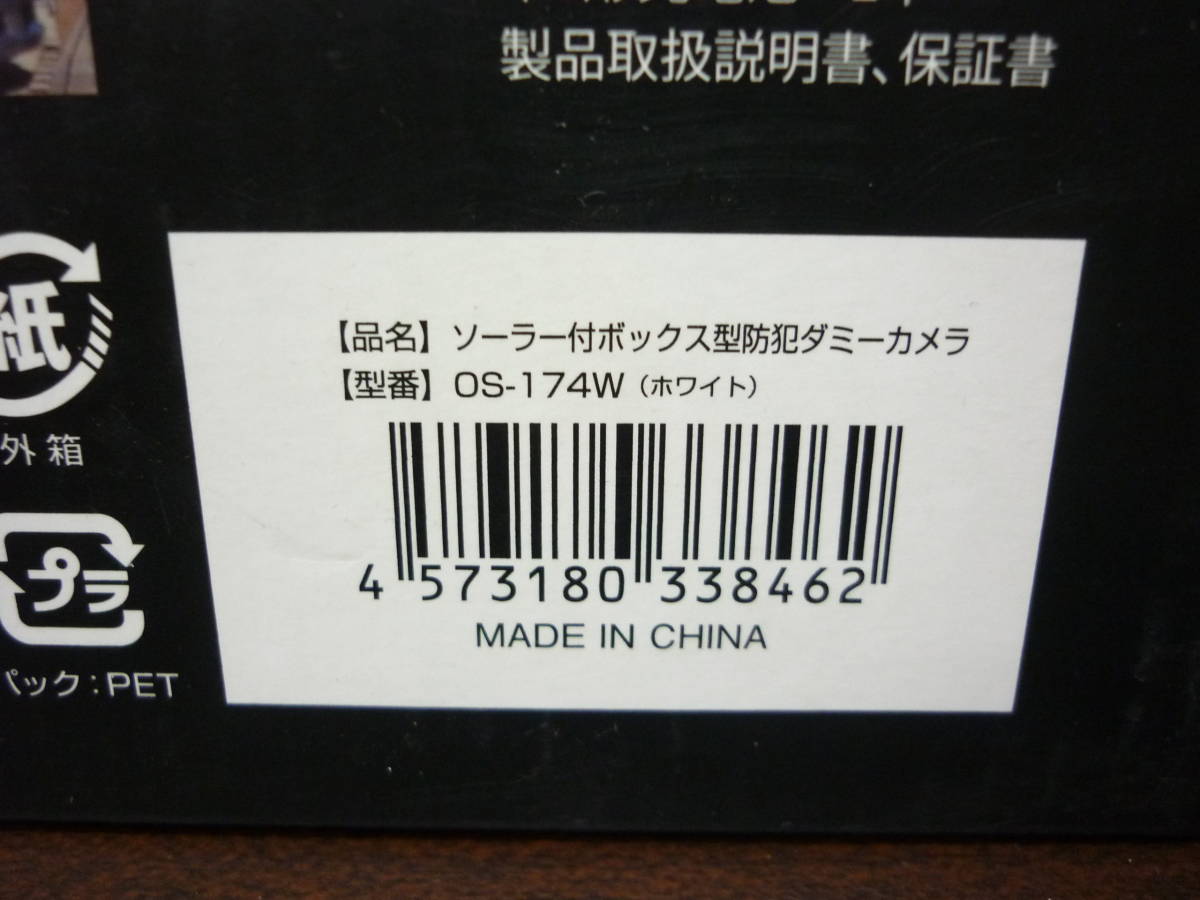 製品取扱説明書、保証書
紙
外箱
プラ
パック：PET
【品名】ソーラー付ボックス型防犯ダミーカメラ
【型番】OS-174W（ホワイト）
4 573180 338462
MADE IN CHINA